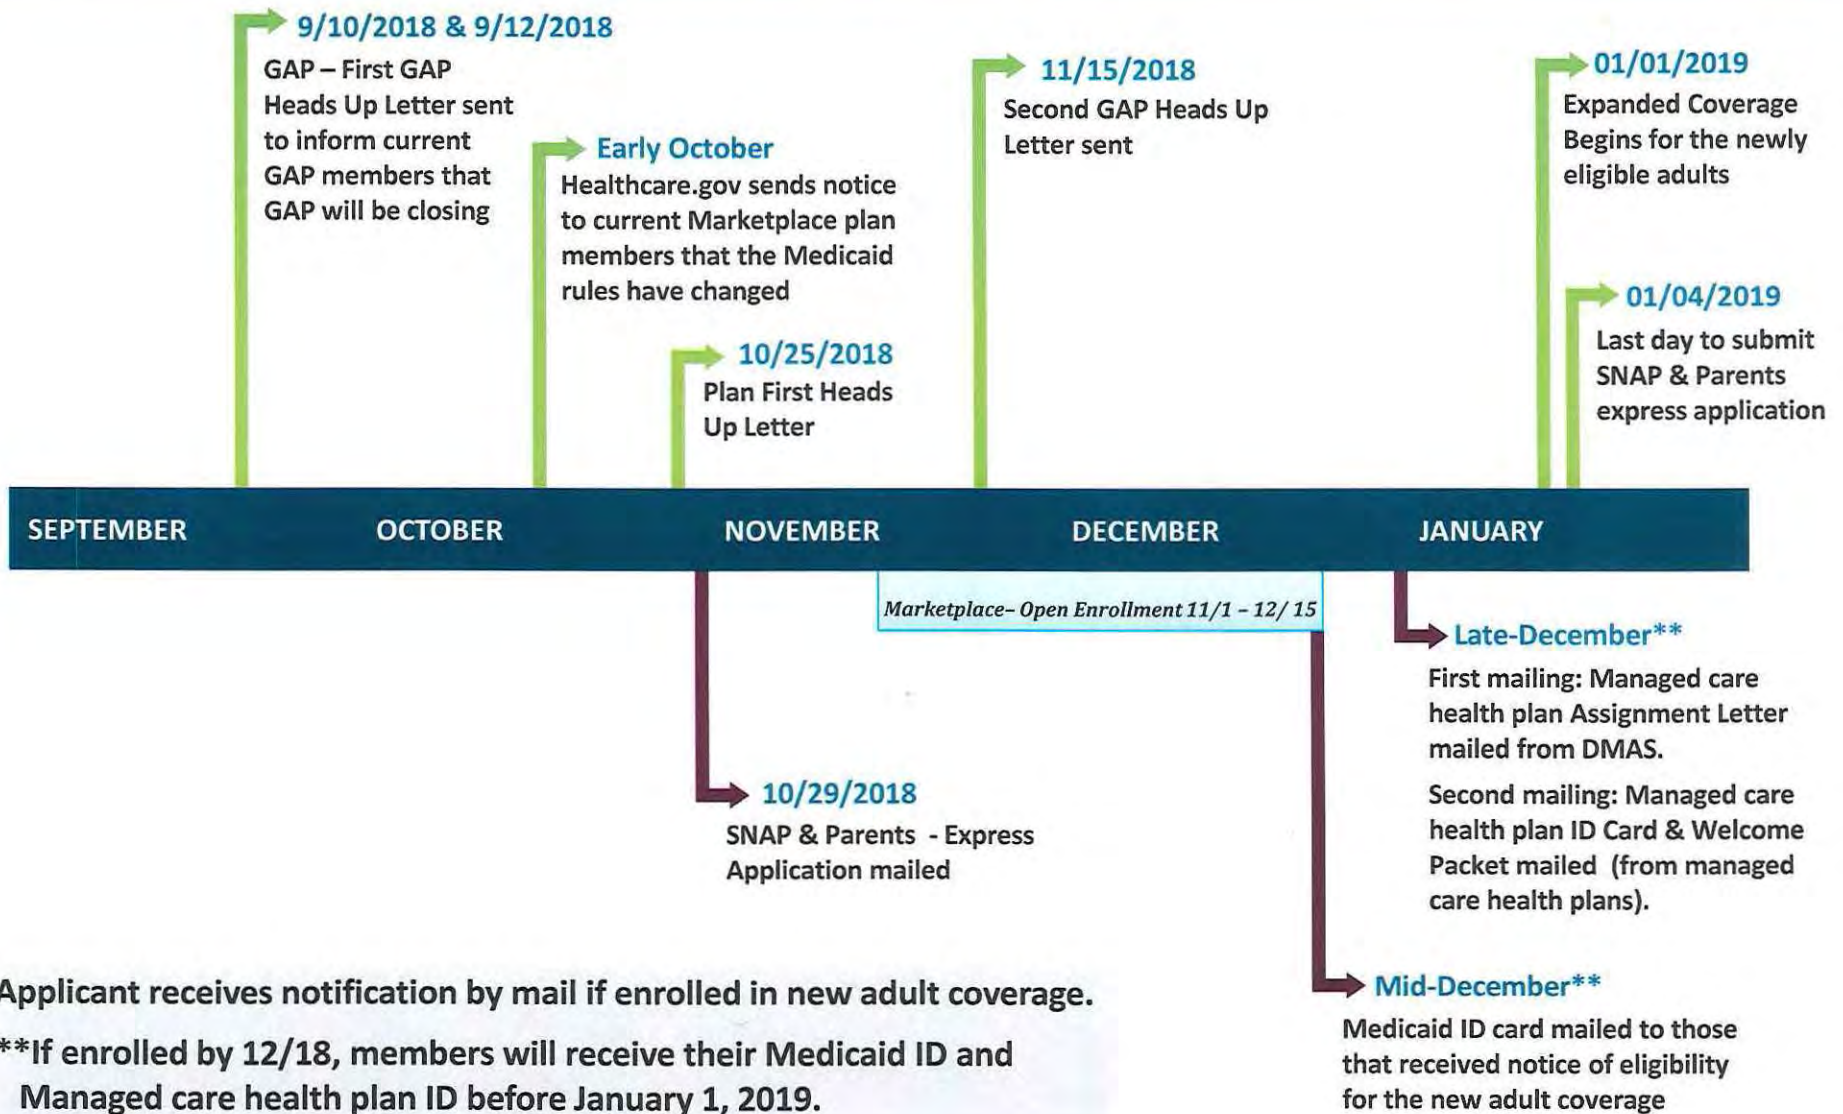 9/10/2018 & 9/12/2018
GAP – First GAP
Heads Up Letter sent
to inform current
GAP members that
GAP will be closing
Early October
Healthcare.gov sends notice
to current Marketplace plan
members that the Medicaid
rules have changed
10/25/2018
Plan First Heads
Up Letter
11/15/2018
Second GAP Heads Up
Letter sent
01/01/2019
Expanded Coverage
Begins for the newly
eligible adults
01/04/2019
Last day to submit
SNAP & Parents
express application
SEPTEMBER
OCTOBER
NOVEMBER
DECEMBER
JANUARY
Marketplace– Open Enrollment 11/1 – 12/ 15
10/29/2018
SNAP & Parents - Express
Application mailed
Late-December**
First mailing: Managed care
health plan Assignment Letter
mailed from DMAS.
Second mailing: Managed care
health plan ID Card & Welcome
Packet mailed (from managed
care health plans).
Mid-December**
Medicaid ID card mailed to those
that received notice of eligibility
for the new adult coverage
Applicant receives notification by mail if enrolled in new adult coverage.
**If enrolled by 12/18, members will receive their Medicaid ID and
Managed care health plan ID before January 1, 2019.